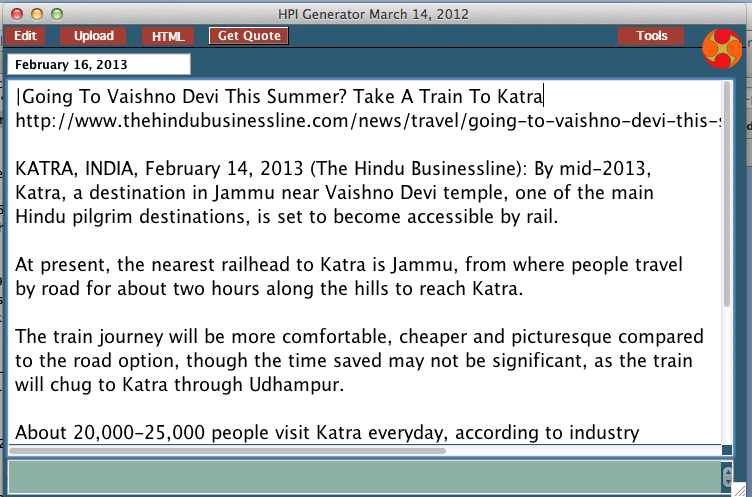 HPI Generator March 14, 2012
Edit Upload HTML Get Quote Tools
February 16, 2013
|Going To Vaishno Devi This Summer? Take A Train To Katra
http://www.thehindubusinessline.com/news/travel/going-to-vaishno-devi-this-s
KATRA, INDIA, February 14, 2013 (The Hindu Businessline): By mid-2013,
Katra, a destination in Jammu near Vaishno Devi temple, one of the main
Hindu pilgrim destinations, is set to become accessible by rail.
At present, the nearest railhead to Katra is Jammu, from where people travel
by road for about two hours along the hills to reach Katra.
The train journey will be more comfortable, cheaper and picturesque compared
to the road option, though the time saved may not be significant, as the train
will chug to Katra through Udhampur.
About 20,000-25,000 people visit Katra everyday, according to industry